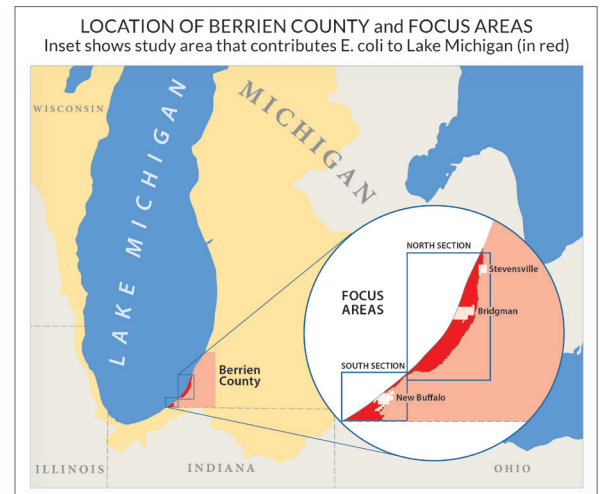 LOCATION OF BERRIEN COUNTY and FOCUS AREAS
Inset shows study area that contributes E. coli to Lake Michigan (in red)
WISCONSIN
MICHIGAN
LAKE MICHIGAN
NORTH SECTION
Stevensville
FOCUS
AREAS
Bridgman
SOUTH SECTION
Berrien
County
New Buffalo
ILLINOIS
INDIANA
OHIO